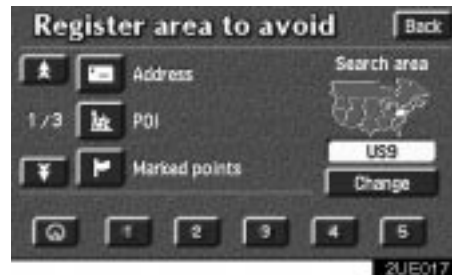 Register area to avoid
Back
Address
Search area
1/3
POI
US9
Marked points
Change
1 2 3 4 5
2UE017